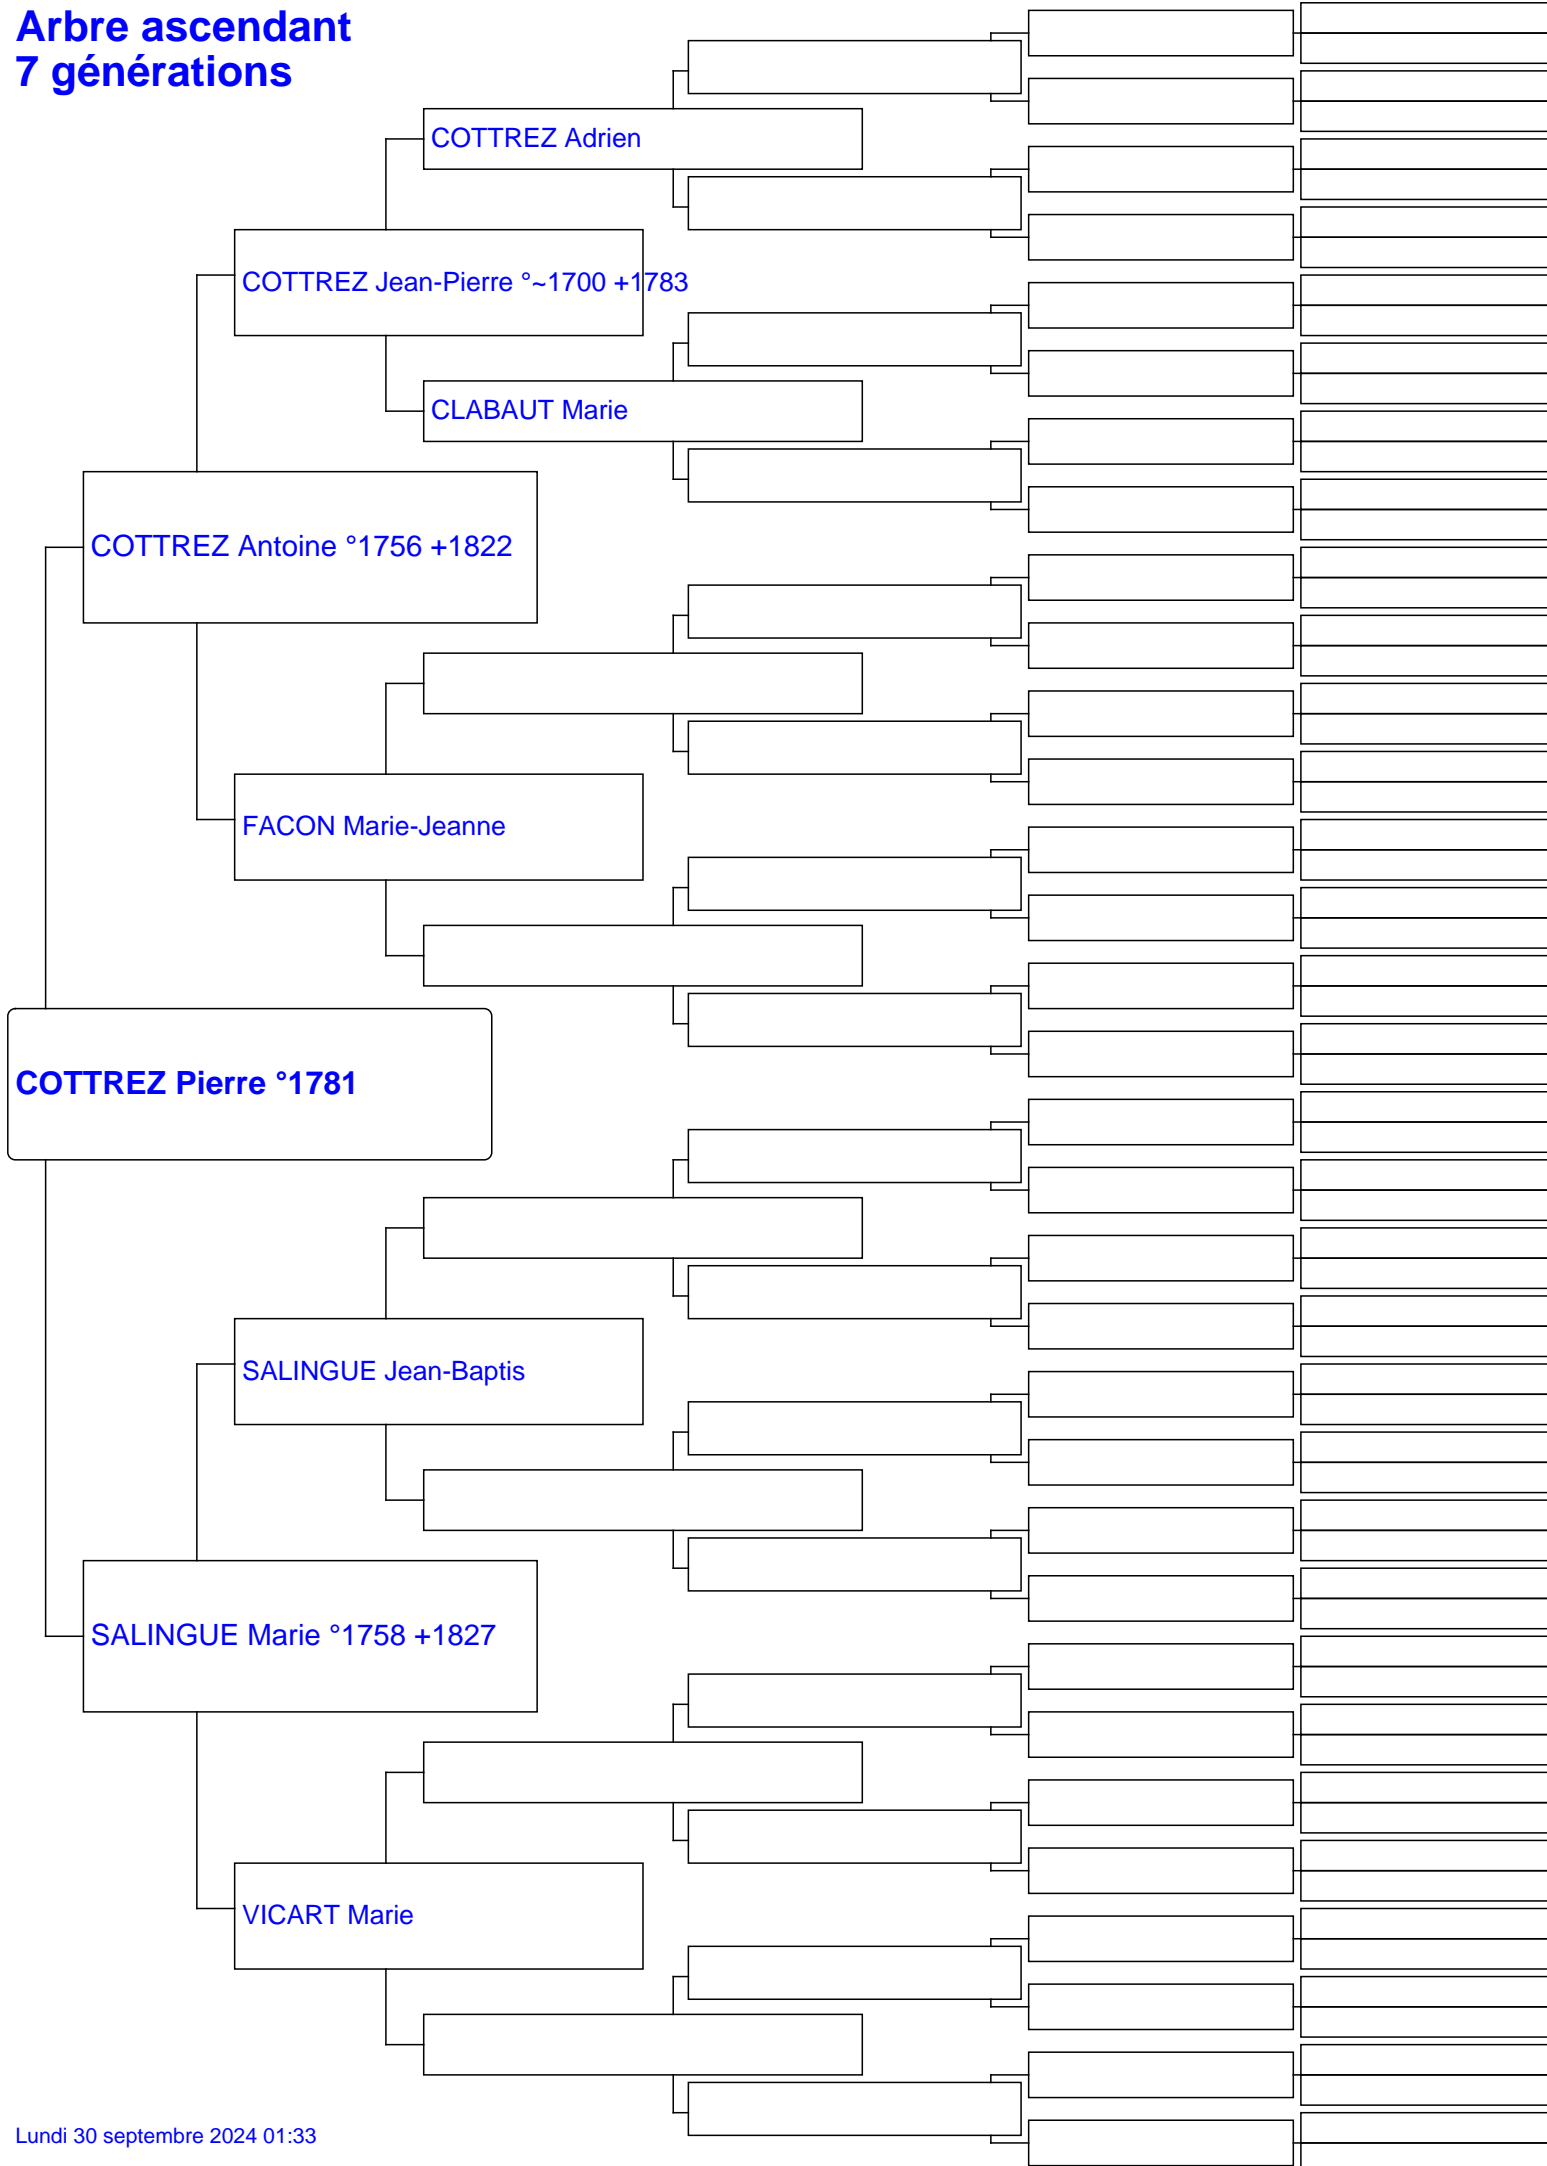 Arbre ascendant
7 générations
COTTREZ Adrien
COTTREZ Jean-Pierre °~1700 +1783
CLABAUT Marie
COTTREZ Antoine °1756 +1822
FACON Marie-Jeanne
COTTREZ Pierre °1781
SALINGUE Jean-Baptis
SALINGUE Marie °1758 +1827
VICART Marie
Lundi 30 septembre 2024 01:33